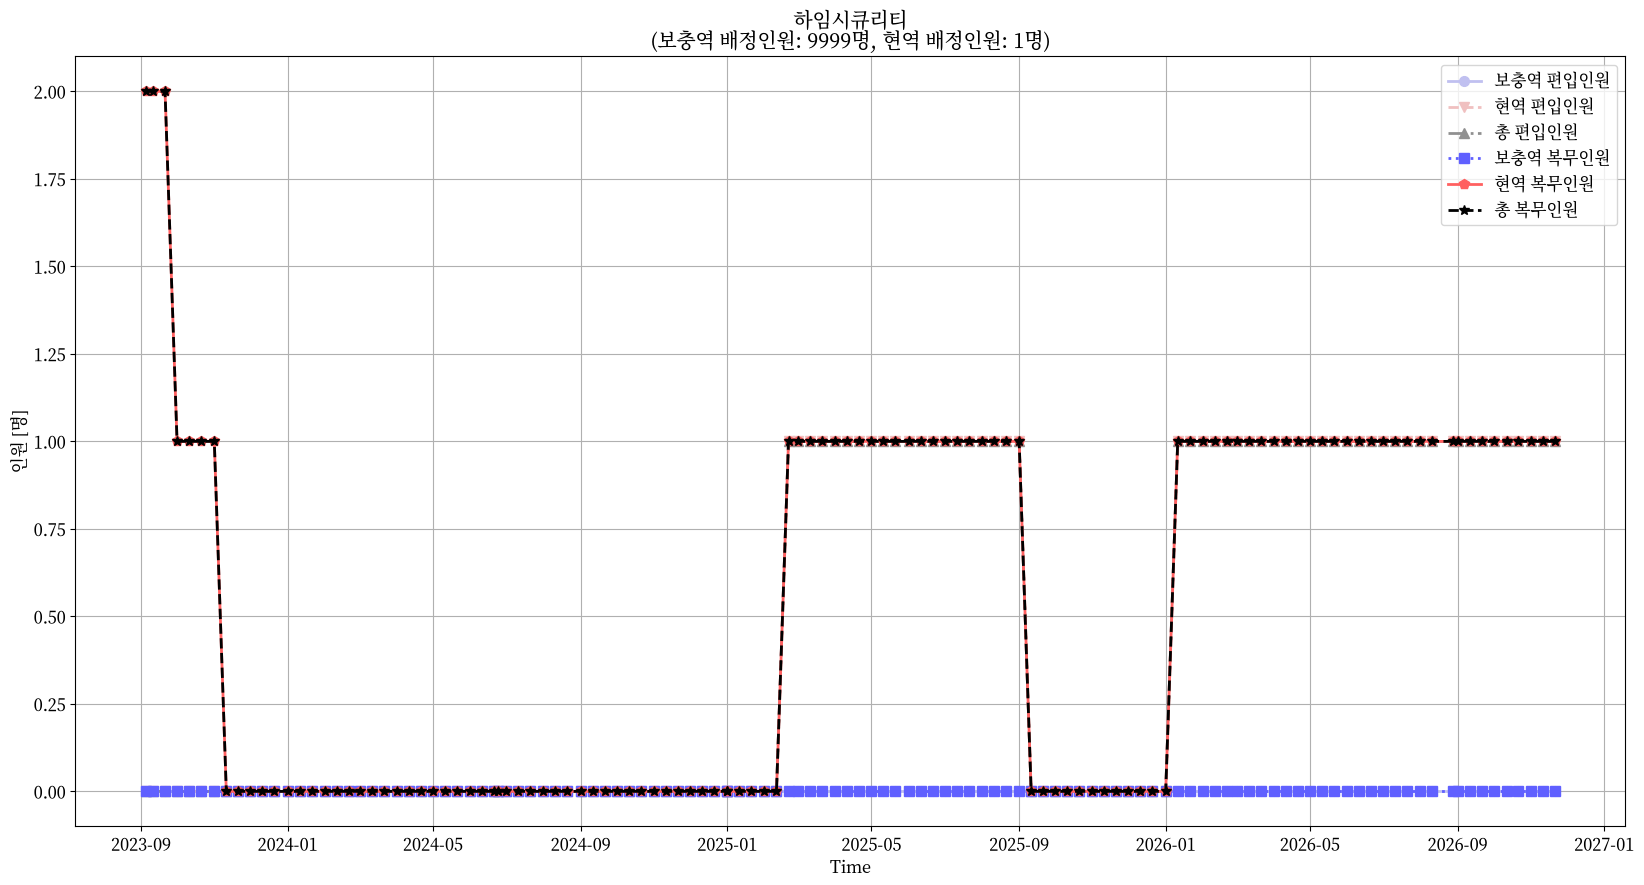 하임시큐리티
(보충역 배정인원: 9999명, 현역 배정인원: 1명)
보충역 편입인원
현역 편입인원
총 편입인원
보충역 복무인원
현역 복무인원
총 복무인원
인원 [명]
2.00
1.75
1.50
1.25
1.00
0.75
0.50
0.25
0.00
2023-09
2024-01
2024-05
2024-09
2025-01
2025-05
2025-09
2026-01
2026-05
2026-09
2027-01
Time